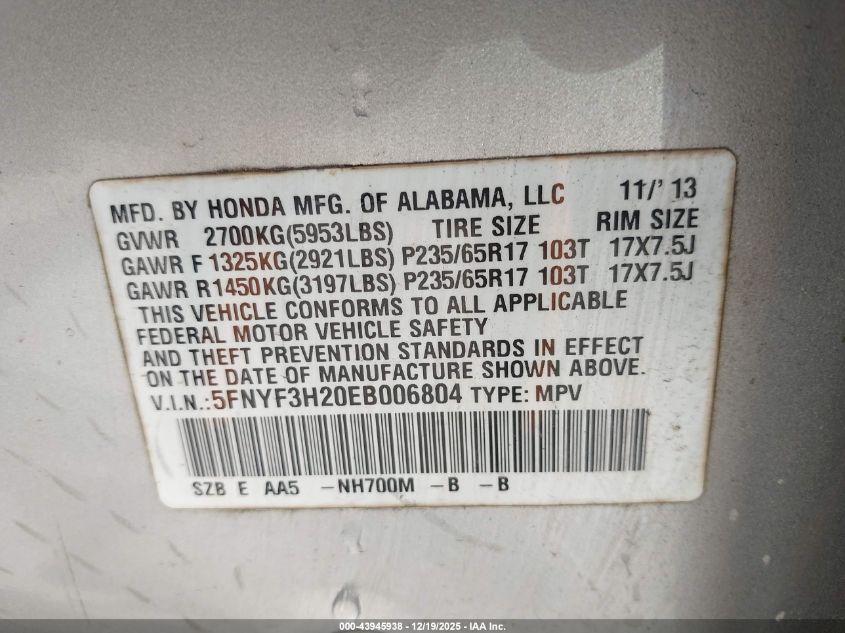 MFD. BY HONDA MFG. OF ALABAMA, LLC 11/'13
GVWR 2700KG(5953LBS) TIRE SIZE RIM SIZE
GAWR F 1325KG(2921LBS) P235/65R17 103T 17X7.5J
GAWR R1450KG(3197LBS) P235/65R17 103T 17X7.5J
THIS VEHICLE CONFORMS TO ALL APPLICABLE
FEDERAL MOTOR VEHICLE SAFETY
AND THEFT PREVENTION STANDARDS IN EFFECT
ON THE DATE OF MANUFACTURE SHOWN ABOVE.
V.I.N.:5FNYF3H20EB006804 TYPE: MPV
SZB E AA5 -NH700M -B -B
000-43945938 - 12/19/2025 - IAA Inc.